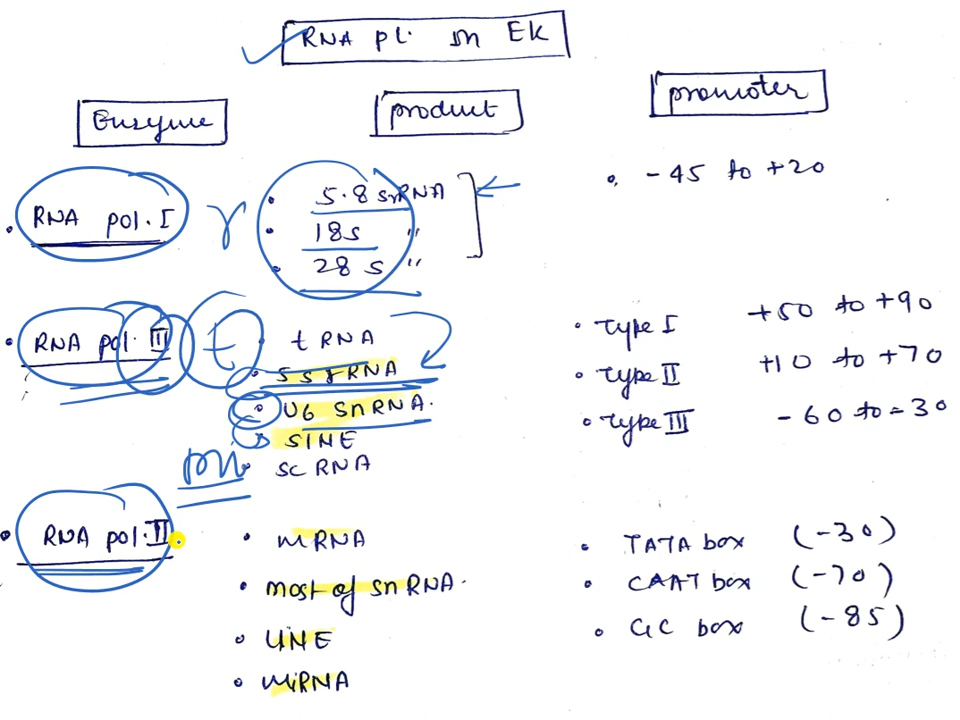 RNA pl. in EK
Enzyme
product
promoter
RNA pol. I
r
5.8 snRNA
18s "
28 s "
- 45 to +20
RNA pol. III
t
t RNA
5 s rRNA
U6 SnRNA.
SINE
sc RNA
Type I +50 to +90
Type II +10 to +70
Type III - 60 to - 30
m
RNA pol. II
mRNA
most of snRNA.
LINE
miRNA
TATA box (-30)
CAAT box (-70)
GC box (-85)